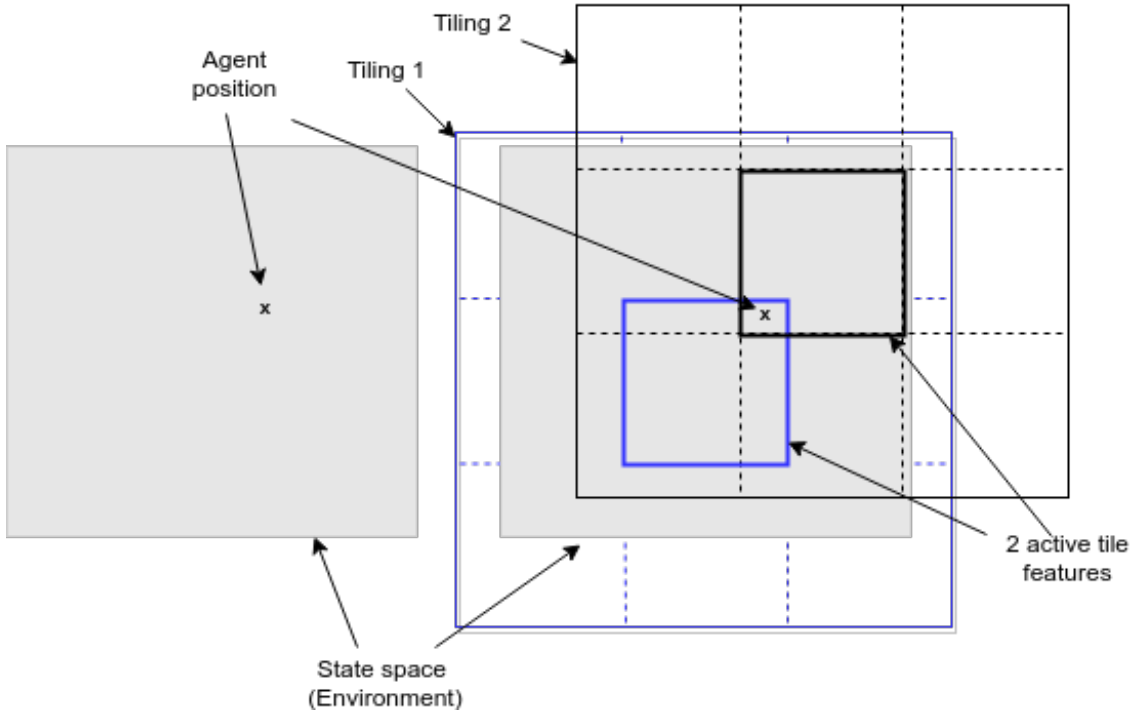 Tiling 2
Agent
position
Tiling 1
x
x
2 active tile
features
State space
(Environment)